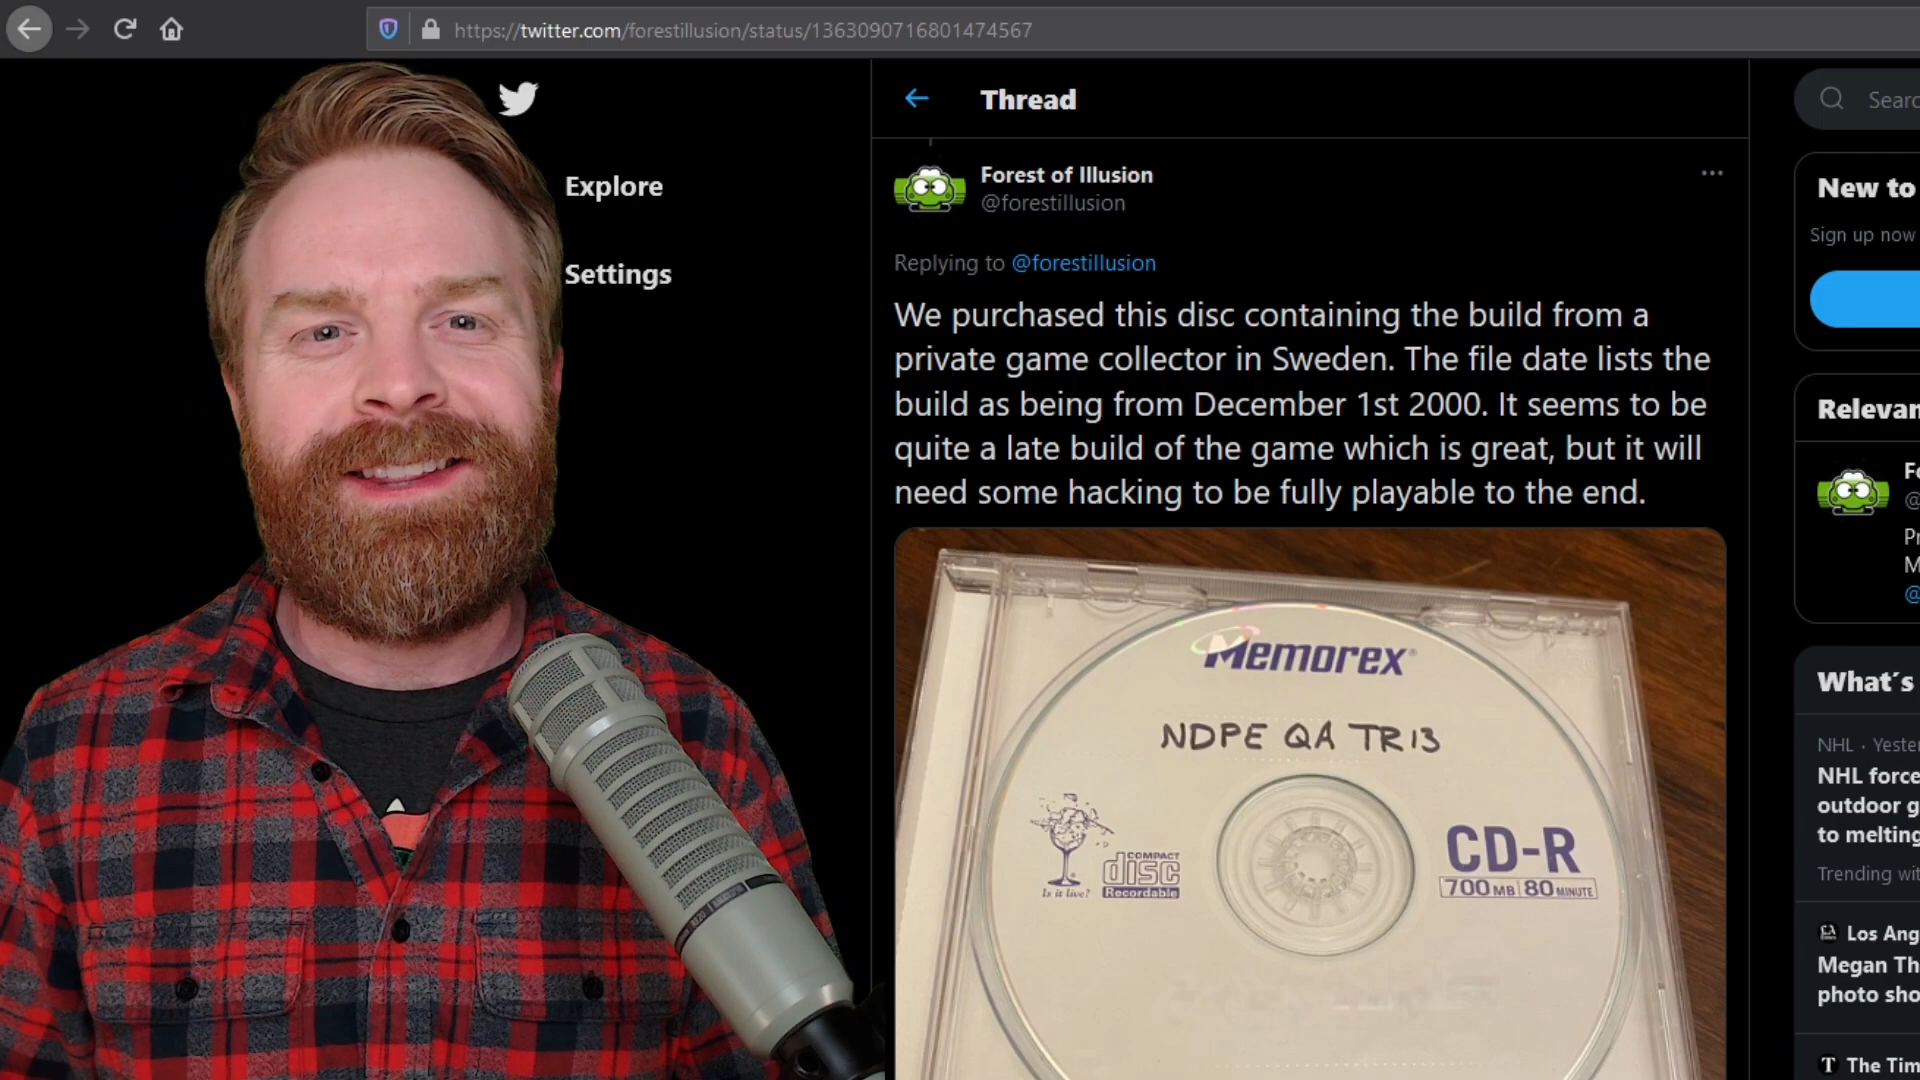 https://twitter.com/forestillusion/status/1363090716801474567
Explore
Settings
Thread
Forest of Illusion
@forestillusion
Replying to @forestillusion
We purchased this disc containing the build from a
private game collector in Sweden. The file date lists the
build as being from December 1st 2000. It seems to be
quite a late build of the game which is great, but it will
need some hacking to be fully playable to the end.
Memorex
NDPE QA TR13
Is it live?
COMPACT
disc
Recordable
CD-R
700 MB 80 MINUTE
New to
Sign up now
What's
NHL · 
NHL force
outdoor g
to melting
Trending
Los Ang
Megan Th
photo sho
The Tim